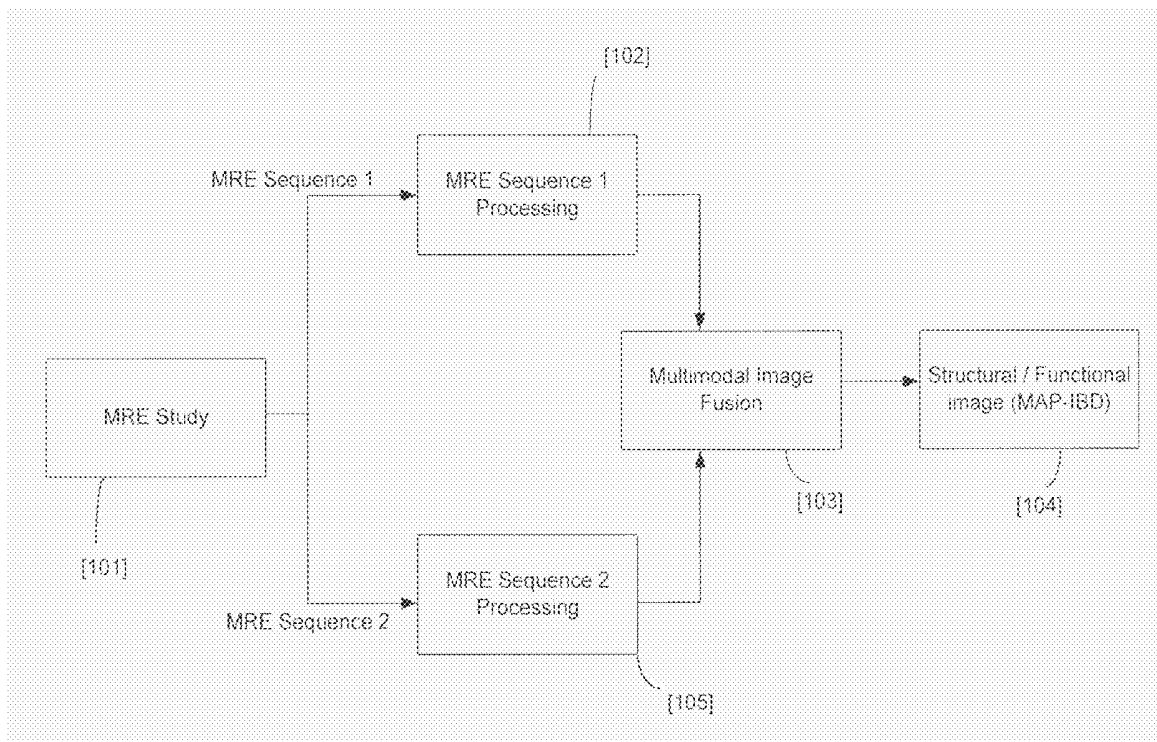 [102]
MRE Sequence 1
MRE Sequence 1
Processing
Multimodal Image
Fusion
Structural / Functional
image (MAP-IBD)
MRE Study
[103]
[104]
[101]
MRE Sequence 2
Processing
MRE Sequence 2
[105]